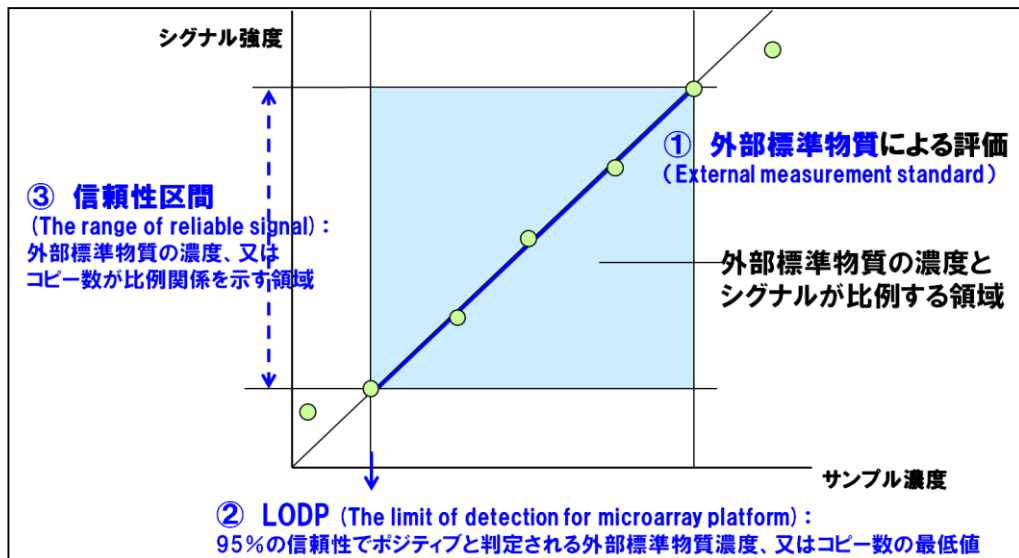 シグナル強度
① 外部標準物質による評価
（External measurement standard）
③ 信頼性区間
(The range of reliable signal)：
外部標準物質の濃度、又は
コピー数が比例関係を示す領域
外部標準物質の濃度と
シグナルが比例する領域
サンプル濃度
② LODP (The limit of detection for microarray platform)：
95%の信頼性でポジティブと判定される外部標準物質濃度、又はコピー数の最低値